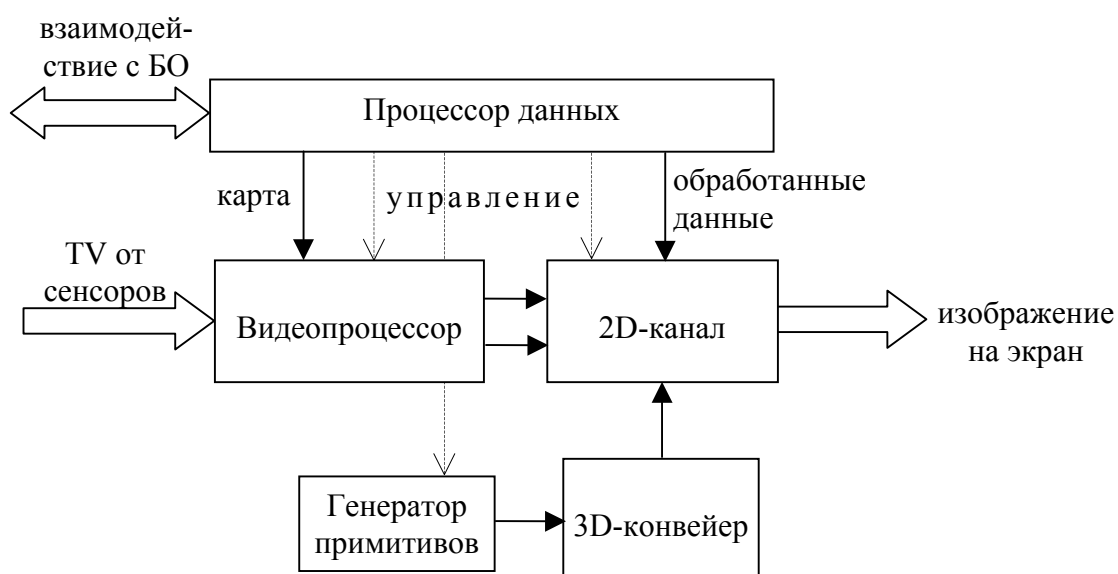 взаимодей-
ствие с БО
Процессор данных
карта
управление
обработанные
данные
TV от
сенсоров
Видеопроцессор
2D-канал
изображение
на экран
Генератор
примитивов
3D-конвейер